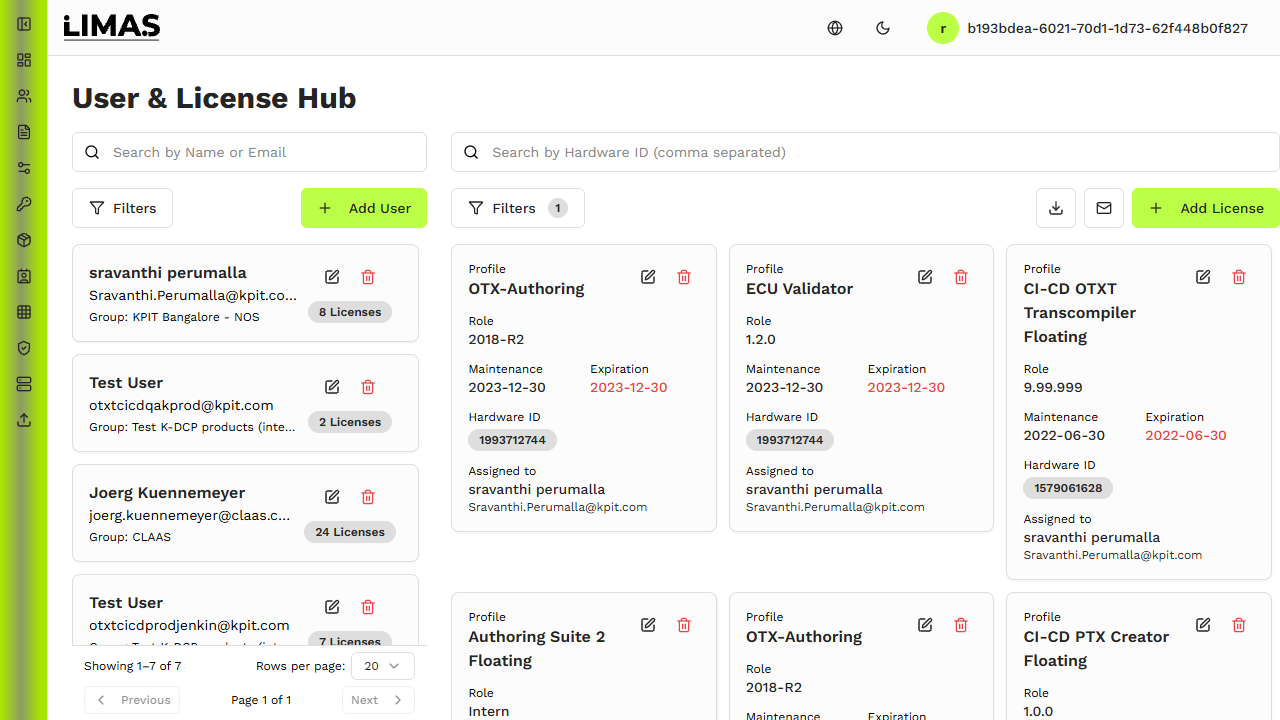 LIMAS
r
b193bdea-6021-70d1-1d73-62f448b0f827
User & License Hub
Search by Name or Email
Filters
Add User
sravanthi perumalla
Sravanthi.Perumalla@kpit.co...
Group: KPIT Bangalore - NOS
8 Licenses
Test User
otxtcicdqakprod@kpit.com
Group: Test K-DCP products (inte...
2 Licenses
Joerg Kuennemeyer
joerg.kuennemeyer@claas.c...
Group: CLAAS
24 Licenses
Test User
otxtcicdprodjenkin@kpit.com
7 Licenses
Showing 1–7 of 7
Rows per page:
20
Previous
Page 1 of 1
Next
Search by Hardware ID (comma separated)
Filters 1
Add License
Profile
OTX-Authoring
Role
2018-R2
Maintenance Expiration
2023-12-30 2023-12-30
Hardware ID
1993712744
Assigned to
sravanthi perumalla
Sravanthi.Perumalla@kpit.com
Profile
ECU Validator
Role
1.2.0
Maintenance Expiration
2023-12-30 2023-12-30
Hardware ID
1993712744
Assigned to
sravanthi perumalla
Sravanthi.Perumalla@kpit.com
Profile
CI-CD OTXT
Transcompiler
Floating
Role
9.99.999
Maintenance Expiration
2022-06-30 2022-06-30
Hardware ID
1579061628
Assigned to
sravanthi perumalla
Sravanthi.Perumalla@kpit.com
Profile
Authoring Suite 2
Floating
Role
Intern
Profile
OTX-Authoring
Role
2018-R2
Maintenance Expiration
Profile
CI-CD PTX Creator
Floating
Role
1.0.0